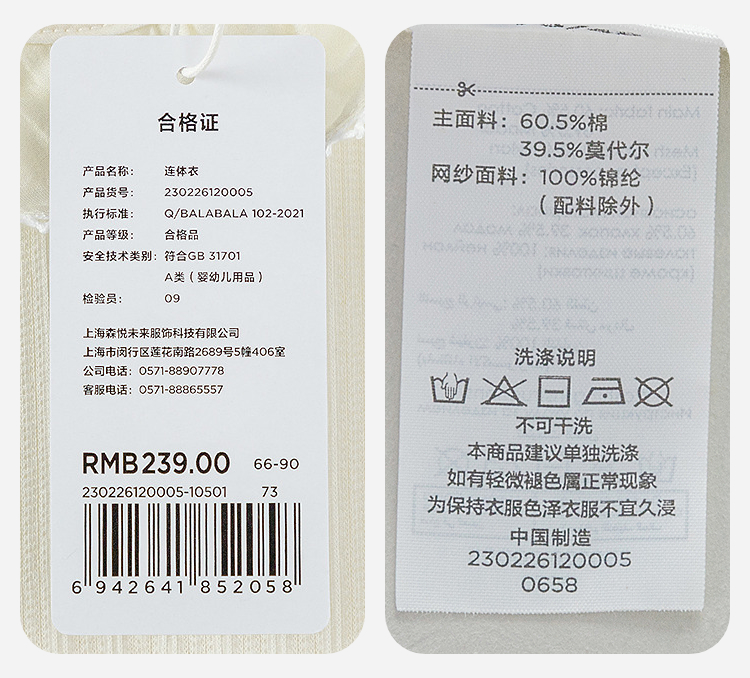 合格证
产品名称： 连体衣
产品货号： 230226120005
执行标准： Q/BALABALA 102-2021
产品等级： 合格品
安全技术类别： 符合GB 31701
A类（婴幼儿用品）
检验员： 09
上海森悦未来服饰科技有限公司
上海市闵行区莲花南路2689号5幢406室
公司电话：0571-88907778
客服电话：0571-88865557
RMB239.00 66-90
230226120005-10501 73
6 942641 852058
主面料：60.5%棉
39.5%莫代尔
网纱面料：100%锦纶
（配料除外）
洗涤说明
不可干洗
本商品建议单独洗涤
如有轻微褪色属正常现象
为保持衣服色泽衣服不宜久浸
中国制造
230226120005
0658